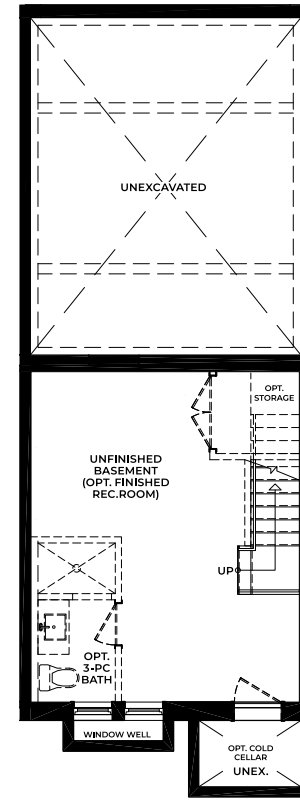 UNEXCAVATED
OPT.
STORAGE
UNFINISHED
BASEMENT
(OPT. FINISHED
REC.ROOM)
UP
OPT.
3-PC
BATH
WINDOW WELL
OPT. COLD
CELLAR
UNEX.